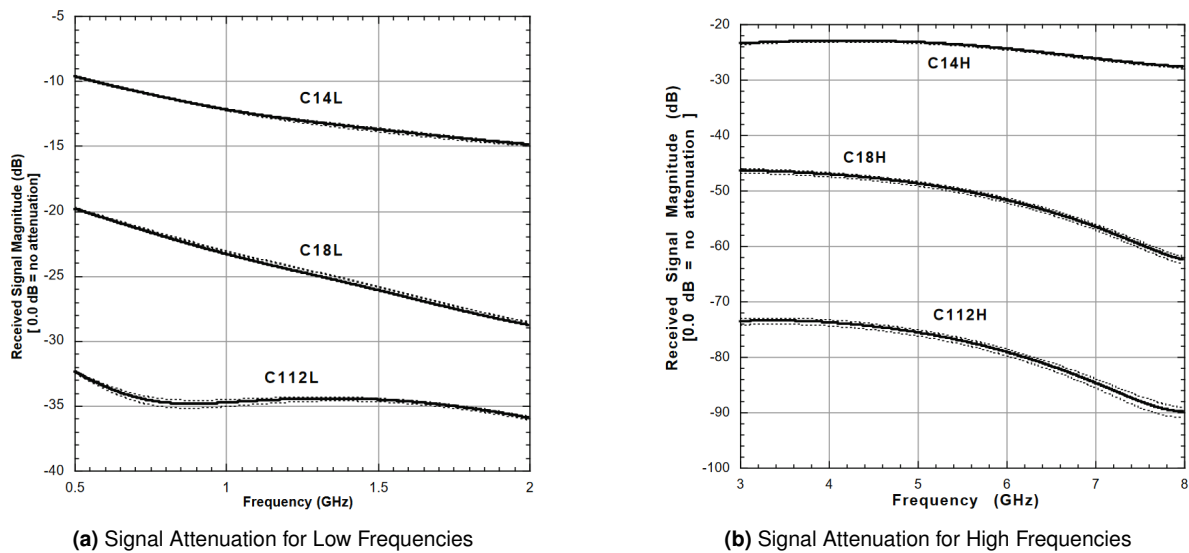 -5
-10
-15
-20
-25
-30
-35
-40
Received Signal Magnitude (dB)
[ 0.0 dB = no attenuation]
C14L
C18L
C112L
0.5
1
1.5
2
Frequency (GHz)
(a) Signal Attenuation for Low Frequencies
-20
-30
-40
-50
-60
-70
-80
-90
-100
Received Signal Magnitude (dB)
[0.0 dB = no attenuation ]
C14H
C18H
C112H
3
4
5
6
7
8
Frequency (GHz)
(b) Signal Attenuation for High Frequencies